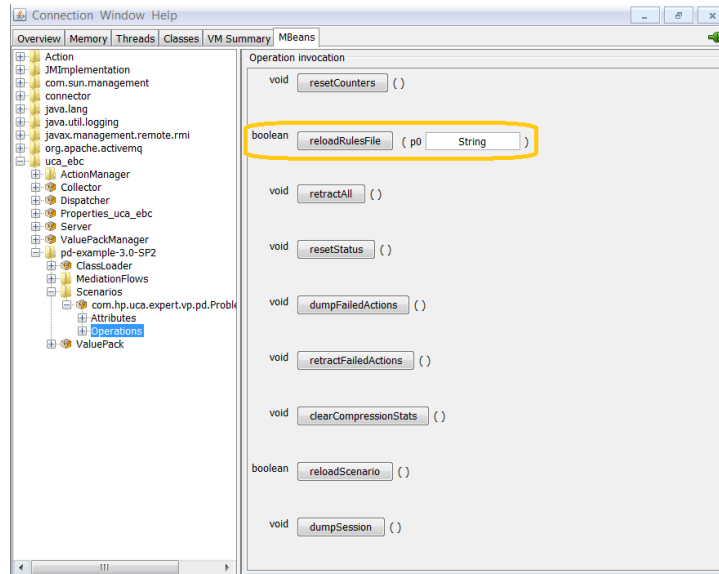 Connection Window Help
Overview Memory Threads Classes VM Summary MBeans
Action
JMImplementation
com.sun.management
connector
java.lang
java.util.logging
javax.management.remote.rmi
org.apache.activemq
uca_ebc
ActionManager
Collector
Dispatcher
Properties_uca_ebc
Server
ValuePackManager
pd-example-3.0-SP2
ClassLoader
MediationFlows
Scenarios
com.hp.uca.expert.vp.pd.Proble
Attributes
Operations
ValuePack
Operation invocation
void resetCounters ( )
boolean reloadRulesFile ( p0 String )
void retractAll ( )
void resetStatus ( )
void dumpFailedActions ( )
void retractFailedActions ( )
void clearCompressionStats ( )
boolean reloadScenario ( )
void dumpSession ( )